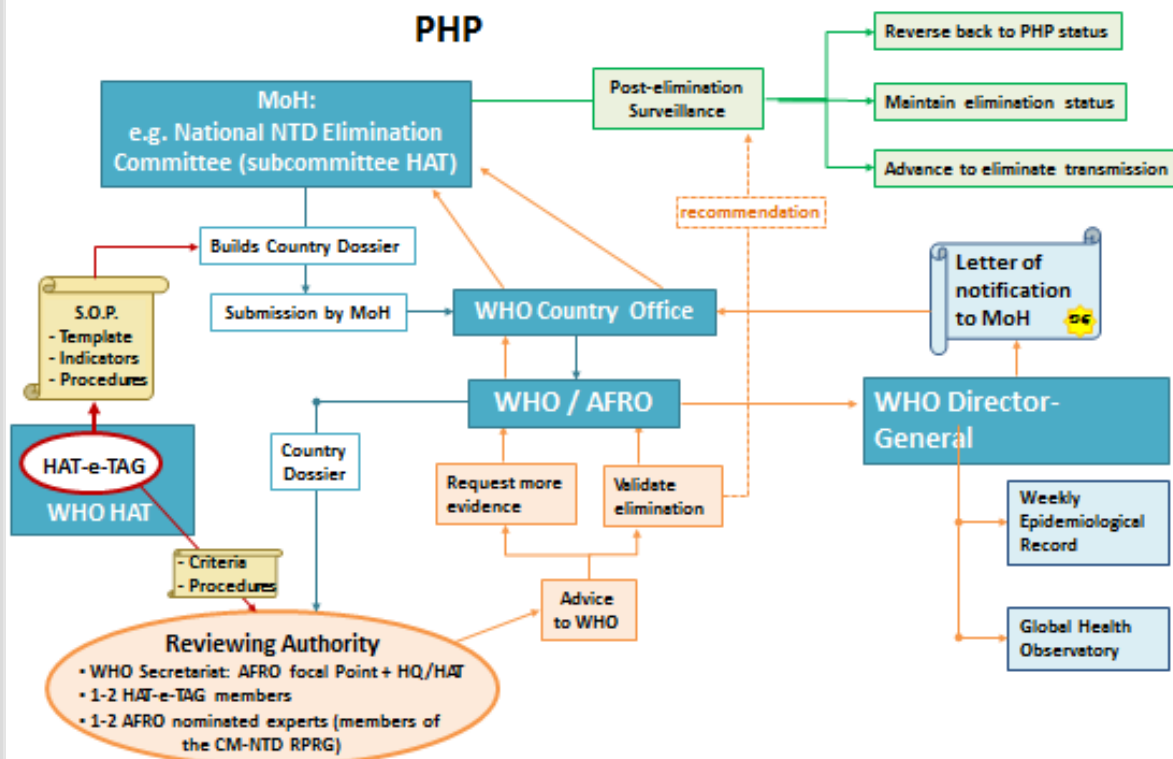 PHP
MoH:
e.g. National NTD Elimination
Committee (subcommittee HAT)
Post-elimination
Surveillance
Reverse back to PHP status
Maintain elimination status
Advance to eliminate transmission
recommendation
Builds Country Dossier
Submission by MoH
S.O.P.
- Template
- Indicators
- Procedures
WHO Country Office
Letter of
notification
to MoH
WHO / AFRO
WHO Director-
General
HAT-e-TAG
WHO HAT
Country
Dossier
Request more
evidence
Validate
elimination
Weekly
Epidemiological
Record
- Criteria
- Procedures
Advice
to WHO
Global Health
Observatory
Reviewing Authority
• WHO Secretariat: AFRO focal Point + HQ/HAT
• 1-2 HAT-e-TAG members
• 1-2 AFRO nominated experts (members of
the CM-NTD RPRG)